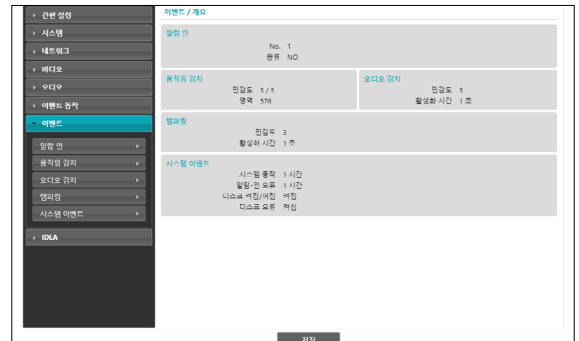 간편 설정
시스템
네트워크
비디오
오디오
이벤트 동작
이벤트
알람 인
움직임 감지
오디오 감지
탬퍼링
시스템 이벤트
IDLA
이벤트 / 개요
알람 인
No. 1
종류 NO
움직임 감지
민감도 3 / 3
영역 576
오디오 감지
민감도 3
활성화 시간 1 초
탬퍼링
민감도 3
활성화 시간 1 초
시스템 이벤트
시스템 동작 1 시간
알람-인 오류 1 시간
디스크 켜짐/꺼짐 켜짐
디스크 오류 켜짐
저장